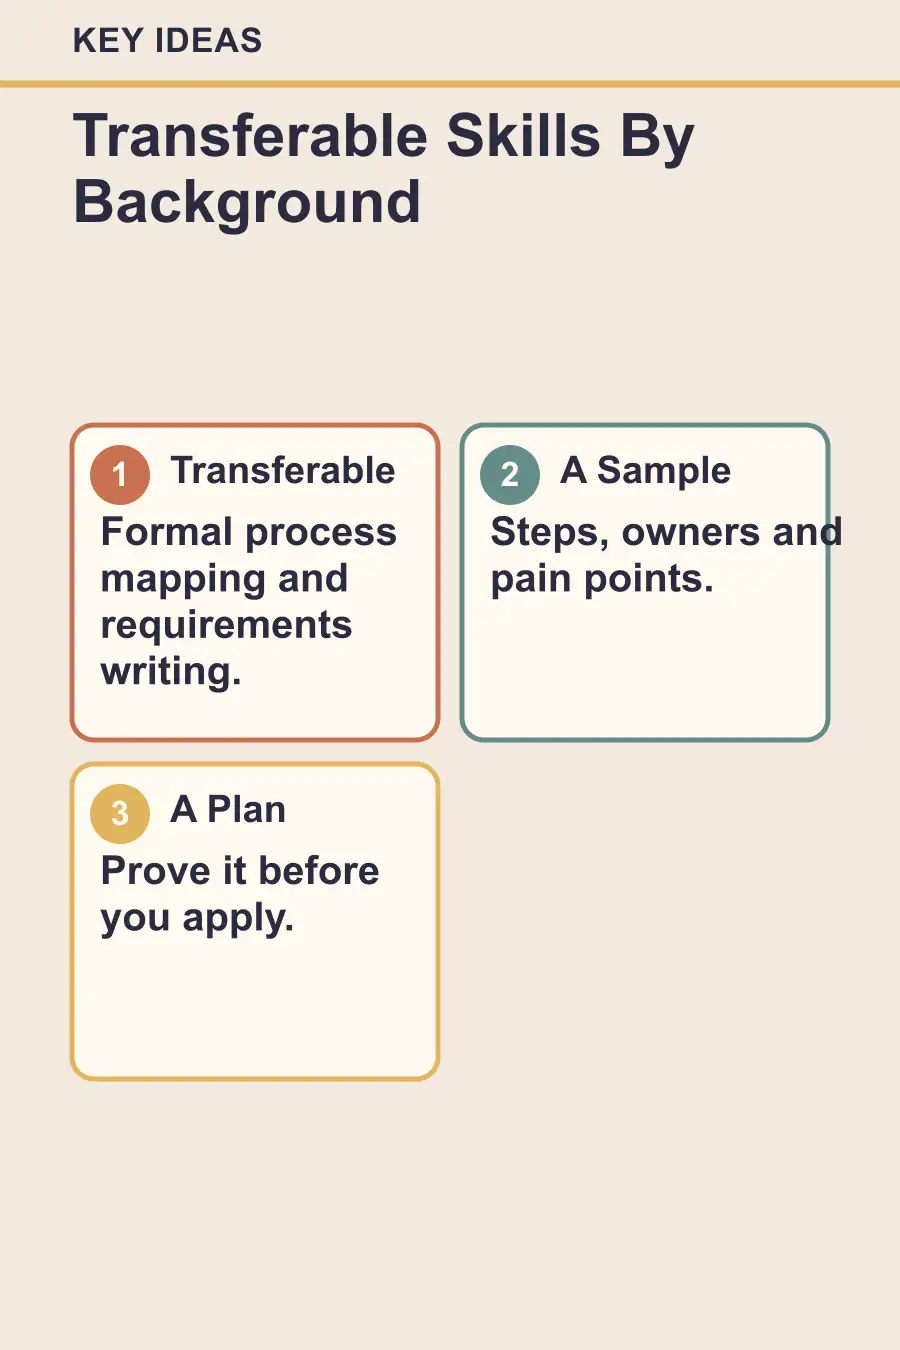 KEY IDEAS
Transferable Skills By
Background
1 Transferable
Formal process
mapping and
requirements
writing.
2 A Sample
Steps, owners and
pain points.
3 A Plan
Prove it before
you apply.